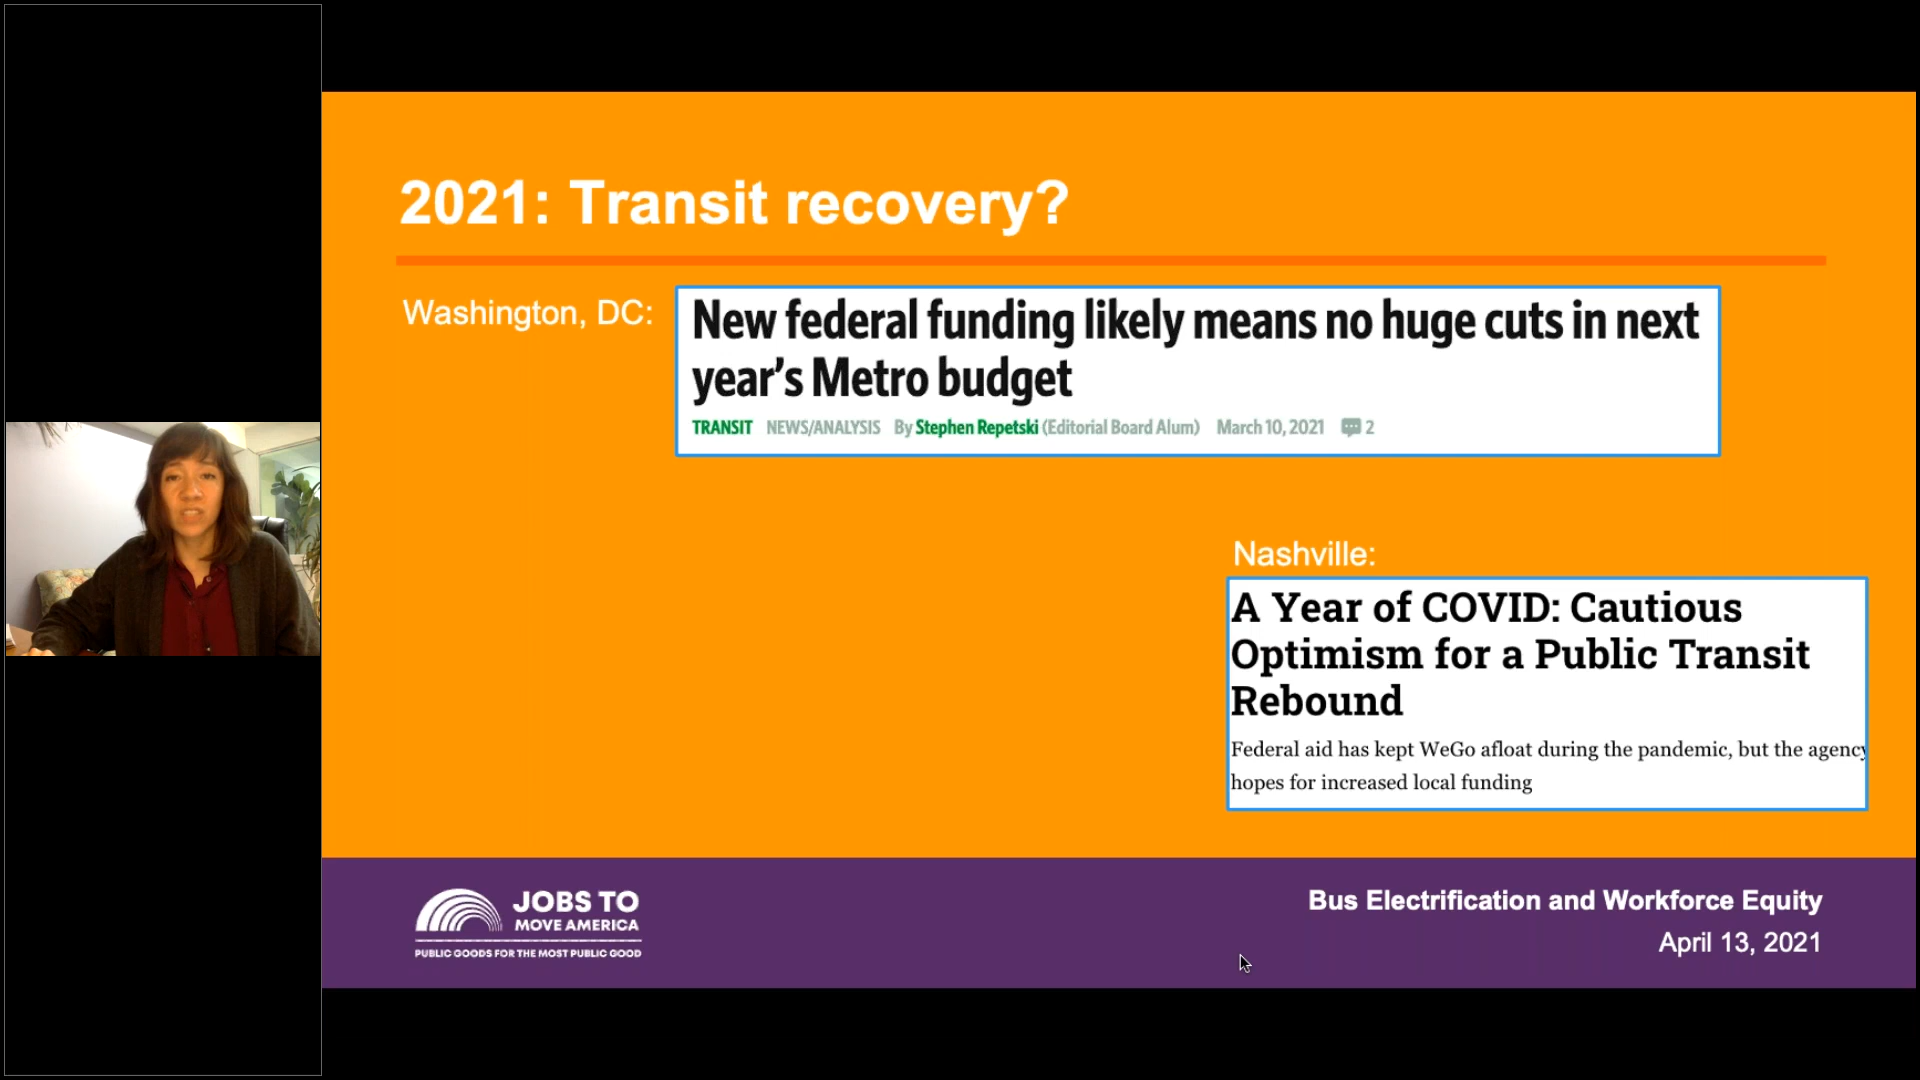 2021: Transit recovery?
Washington, DC:
New federal funding likely means no huge cuts in next
year's Metro budget
TRANSIT NEWS/ANALYSIS By Stephen Repetski (Editorial Board Alum) March 10, 2021 2
Nashville:
A Year of COVID: Cautious
Optimism for a Public Transit
Rebound
Federal aid has kept WeGo afloat during the pandemic, but the agency
hopes for increased local funding
JOBS TO
MOVE AMERICA
PUBLIC GOODS FOR THE MOST PUBLIC GOOD
Bus Electrification and Workforce Equity
April 13, 2021